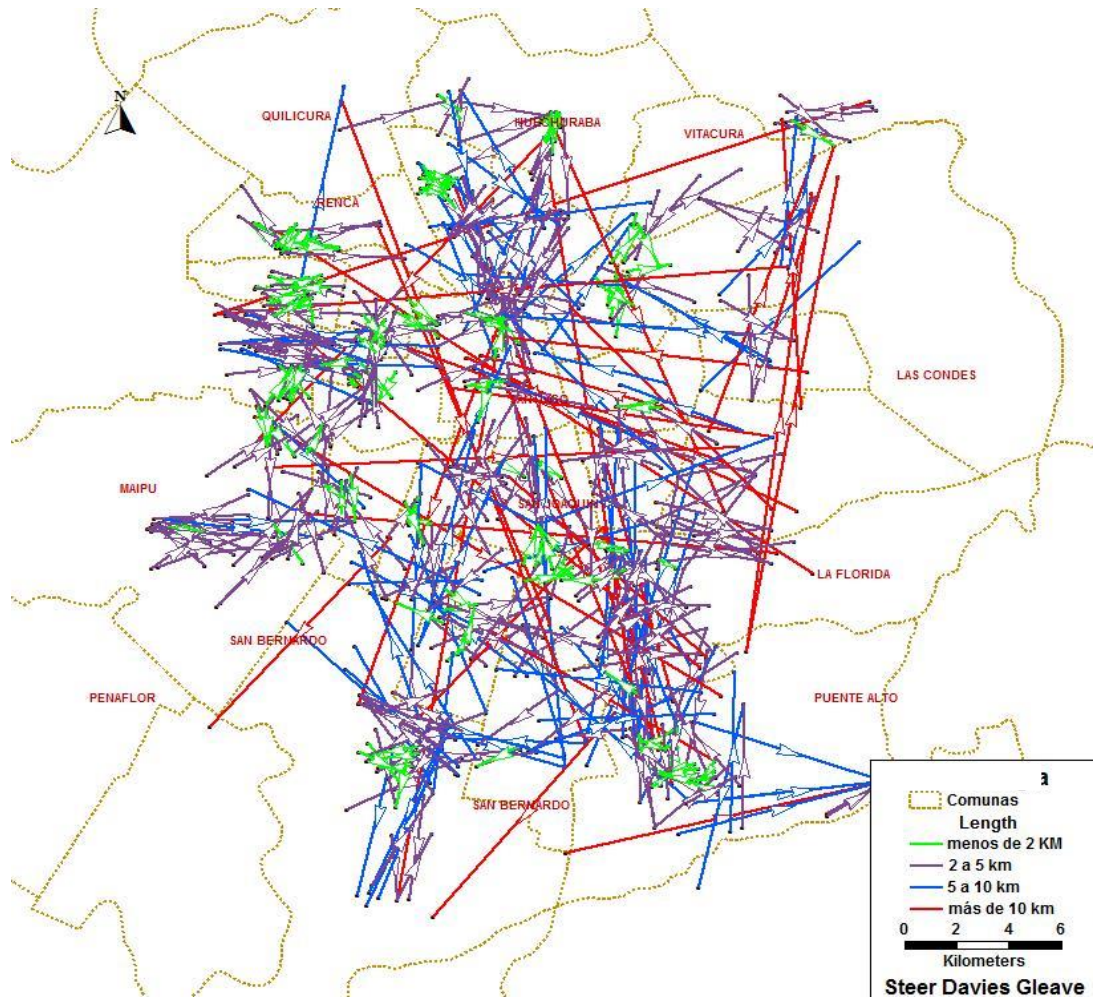 N
QUILICURA
HUECHURABA
VITACURA
RENCA
LAS CONDES
MAIPU
SAN JOAQUIN
LA FLORIDA
SAN BERNARDO
PENAFLOR
PUENTE ALTO
SAN BERNARDO
a
Comunas
Length
menos de 2 KM
2 a 5 km
5 a 10 km
más de 10 km
0 2 4 6
Kilometers
Steer Davies Gleave